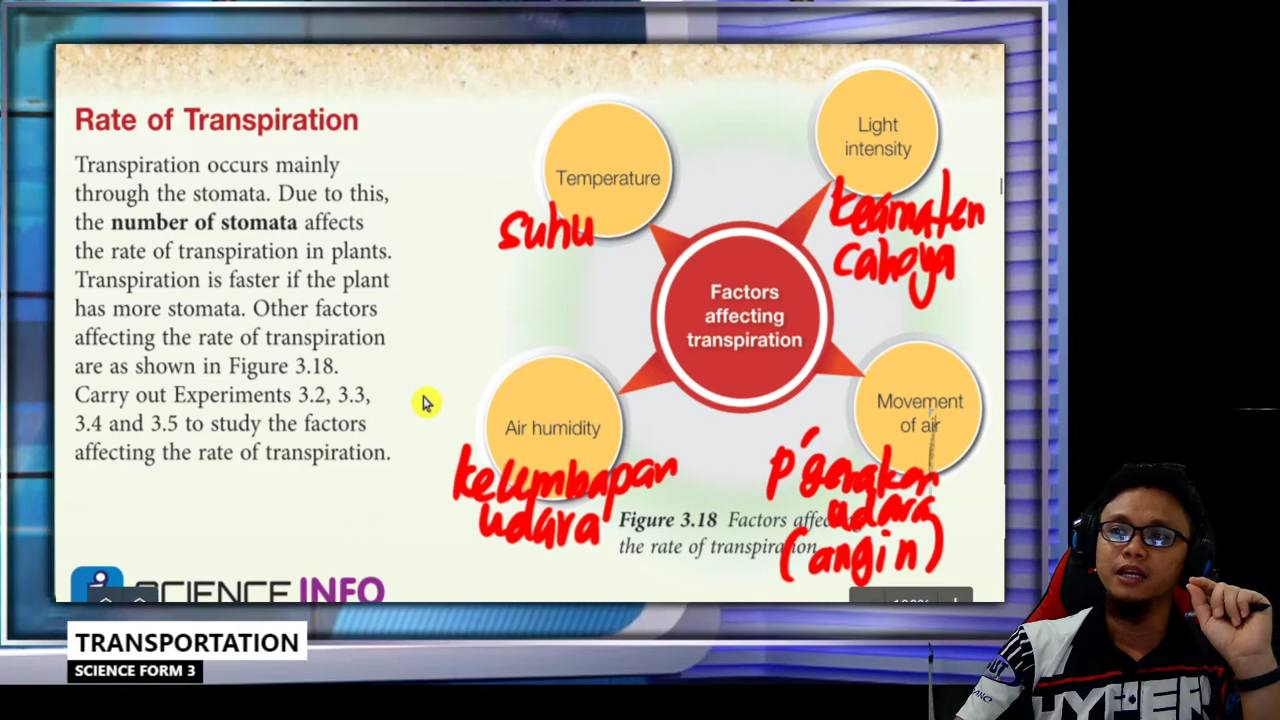 Rate of Transpiration
Transpiration occurs mainly
through the stomata. Due to this,
the number of stomata affects
the rate of transpiration in plants.
Transpiration is faster if the plant
has more stomata. Other factors
affecting the rate of transpiration
are as shown in Figure 3.18.
Carry out Experiments 3.2, 3.3,
3.4 and 3.5 to study the factors
affecting the rate of transpiration.
Temperature
suhu
Light
intensity
keamatan
cahaya
Factors
affecting
transpiration
Air humidity
kelembapan
udara
Movement
of air
p'gerakan
udara
(angin)
Figure 3.18 Factors
the rate of transpiration
SCIENCE INFO
TRANSPORTATION
SCIENCE FORM 3
HYPER